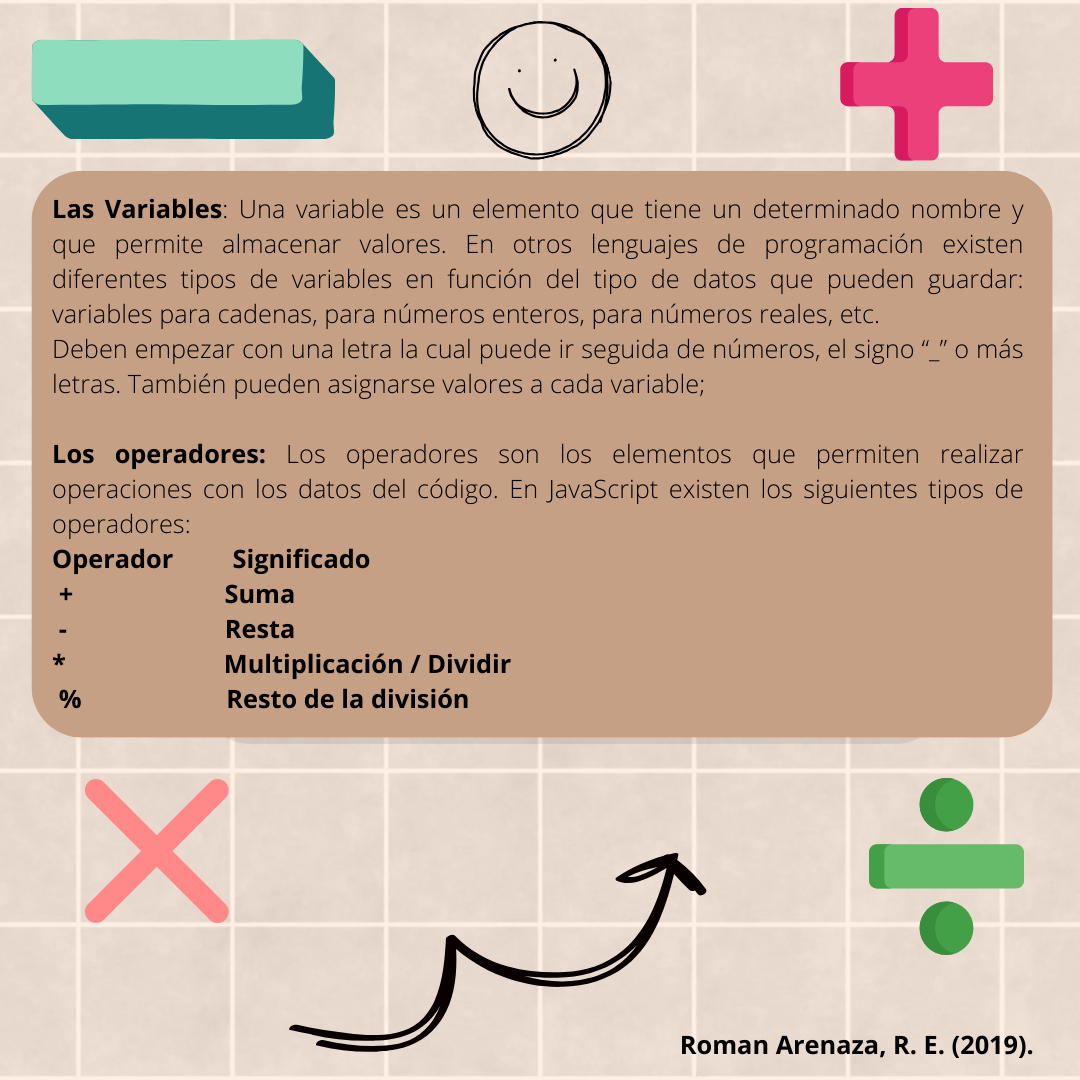 Las Variables: Una variable es un elemento que tiene un determinado nombre y
que permite almacenar valores. En otros lenguajes de programación existen
diferentes tipos de variables en función del tipo de datos que pueden guardar:
variables para cadenas, para números enteros, para números reales, etc.
Deben empezar con una letra la cual puede ir seguida de números, el signo “_” o más
letras. También pueden asignarse valores a cada variable;
Los operadores: Los operadores son los elementos que permiten realizar
operaciones con los datos del código. En JavaScript existen los siguientes tipos de
operadores:
Operador Significado
+ Suma
- Resta
* Multiplicación / Dividir
% Resto de la división
Roman Arenaza, R. E. (2019).